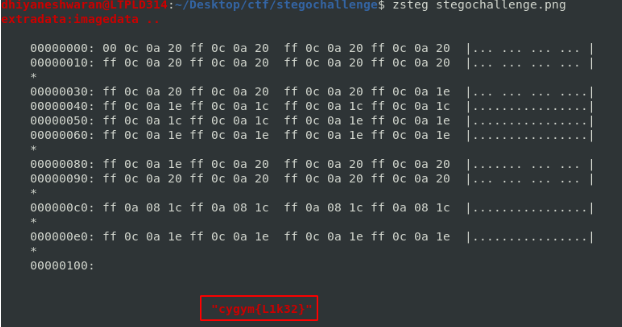 dhiyaneshwaran@LTPLD314:~/Desktop/ctf/stegochallenge$ zsteg stegochallenge.png
extradata:imagedata ..
00000000: 00 0c 0a 20 ff 0c 0a 20 ff 0c 0a 20 ff 0c 0a 20 |... ... ... ... |
00000010: ff 0c 0a 20 ff 0c 0a 20 ff 0c 0a 20 ff 0c 0a 20 |... ... ... ... |
*
00000030: ff 0c 0a 20 ff 0c 0a 20 ff 0c 0a 20 ff 0c 0a 1e |... ... ... ....|
00000040: ff 0c 0a 1e ff 0c 0a 1c ff 0c 0a 1c ff 0c 0a 1c |................|
00000050: ff 0c 0a 1c ff 0c 0a 1c ff 0c 0a 1e ff 0c 0a 1e |................|
00000060: ff 0c 0a 1e ff 0c 0a 1e ff 0c 0a 1e ff 0c 0a 1e |................|
*
00000080: ff 0c 0a 1e ff 0c 0a 20 ff 0c 0a 20 ff 0c 0a 20 |....... ... ... |
00000090: ff 0c 0a 20 ff 0c 0a 20 ff 0c 0a 20 ff 0c 0a 20 |... ... ... ... |
*
000000c0: ff 0a 08 1c ff 0a 08 1c ff 0a 08 1c ff 0a 08 1c |................|
*
000000e0: ff 0c 0a 1e ff 0c 0a 1e ff 0c 0a 1e ff 0c 0a 1e |................|
*
00000100:
"cygym{L1k32}"